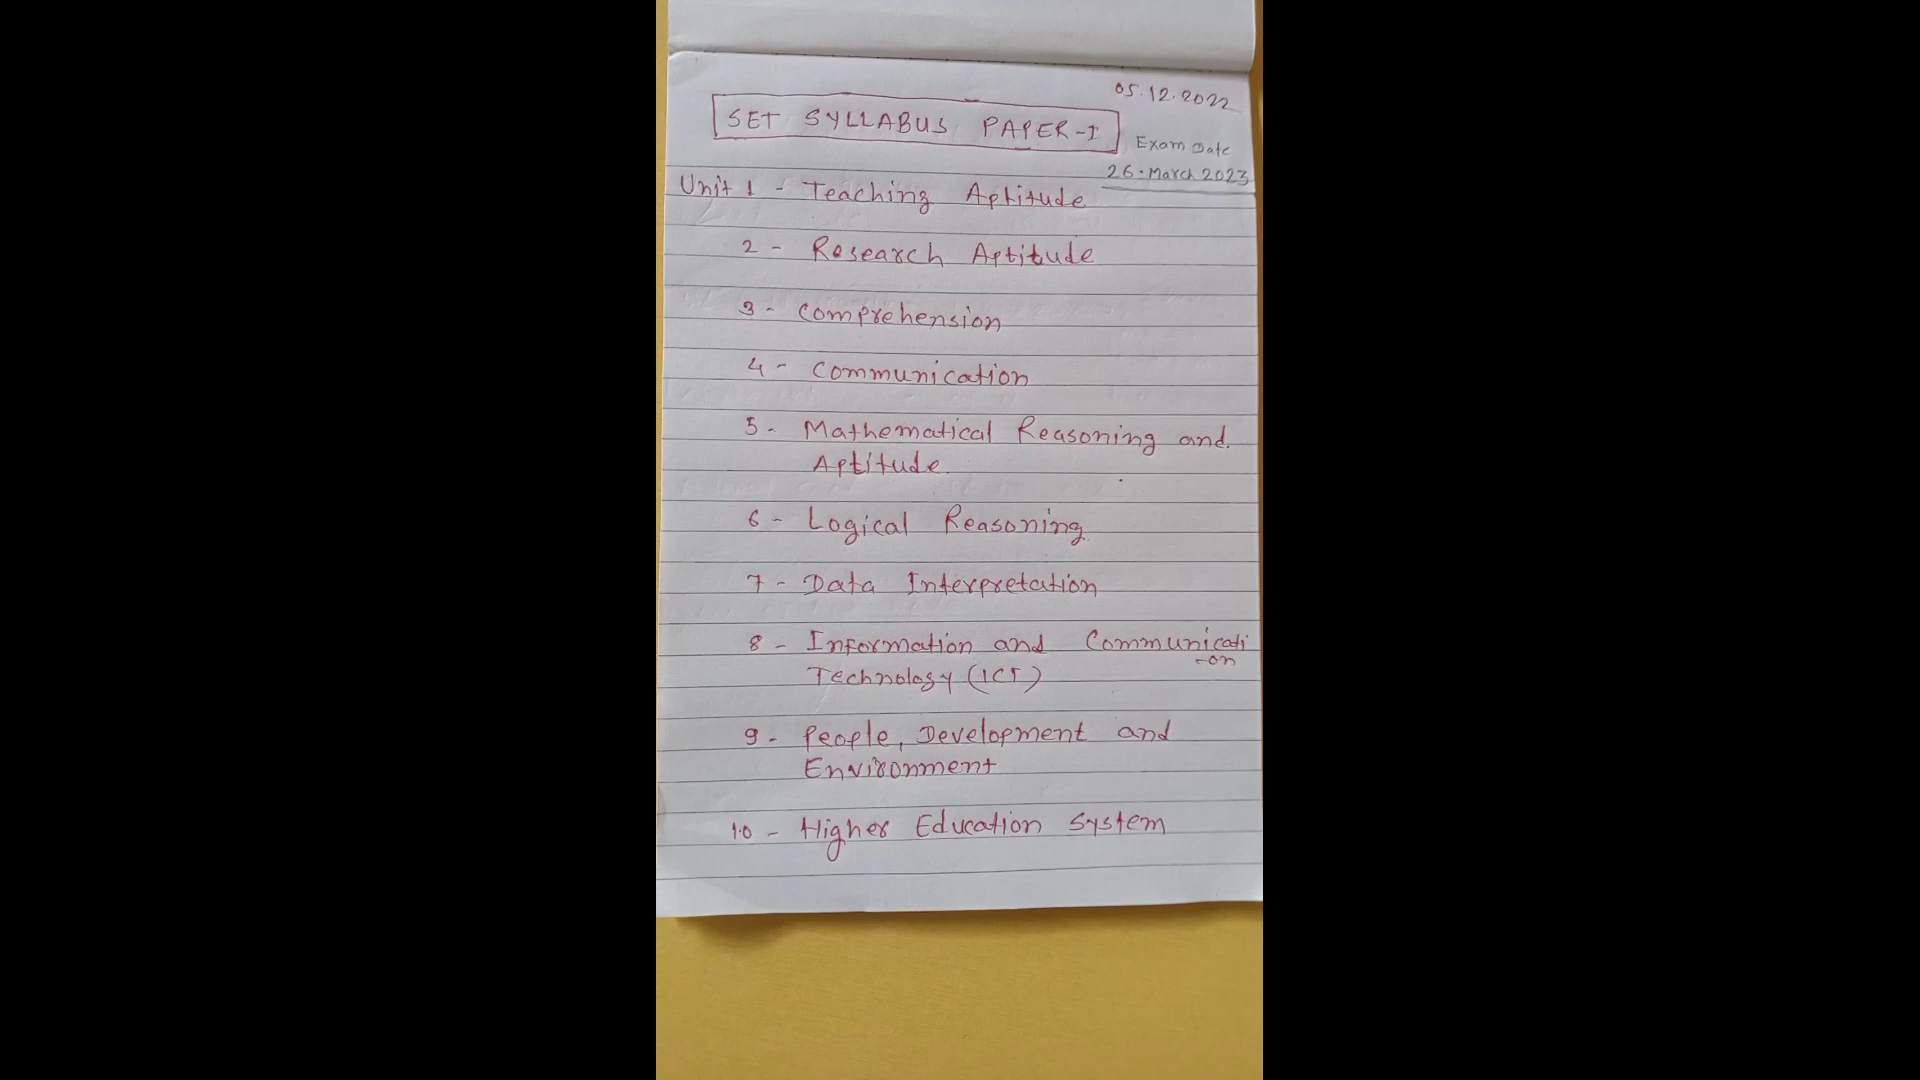 05.12.2022
SET SYLLABUS PAPER-I
Exam Date
26. March 2023
Unit 1 - Teaching Aptitude
2 - Research Aptitude
3 - Comprehension
4 - Communication
5 - Mathematical Reasoning and
Aptitude
6 - Logical Reasoning
7 - Data Interpretation
8 - Information and Communicati
-on
Technology (ICT)
9 - People, Development and
Environment
10 - Higher Education System